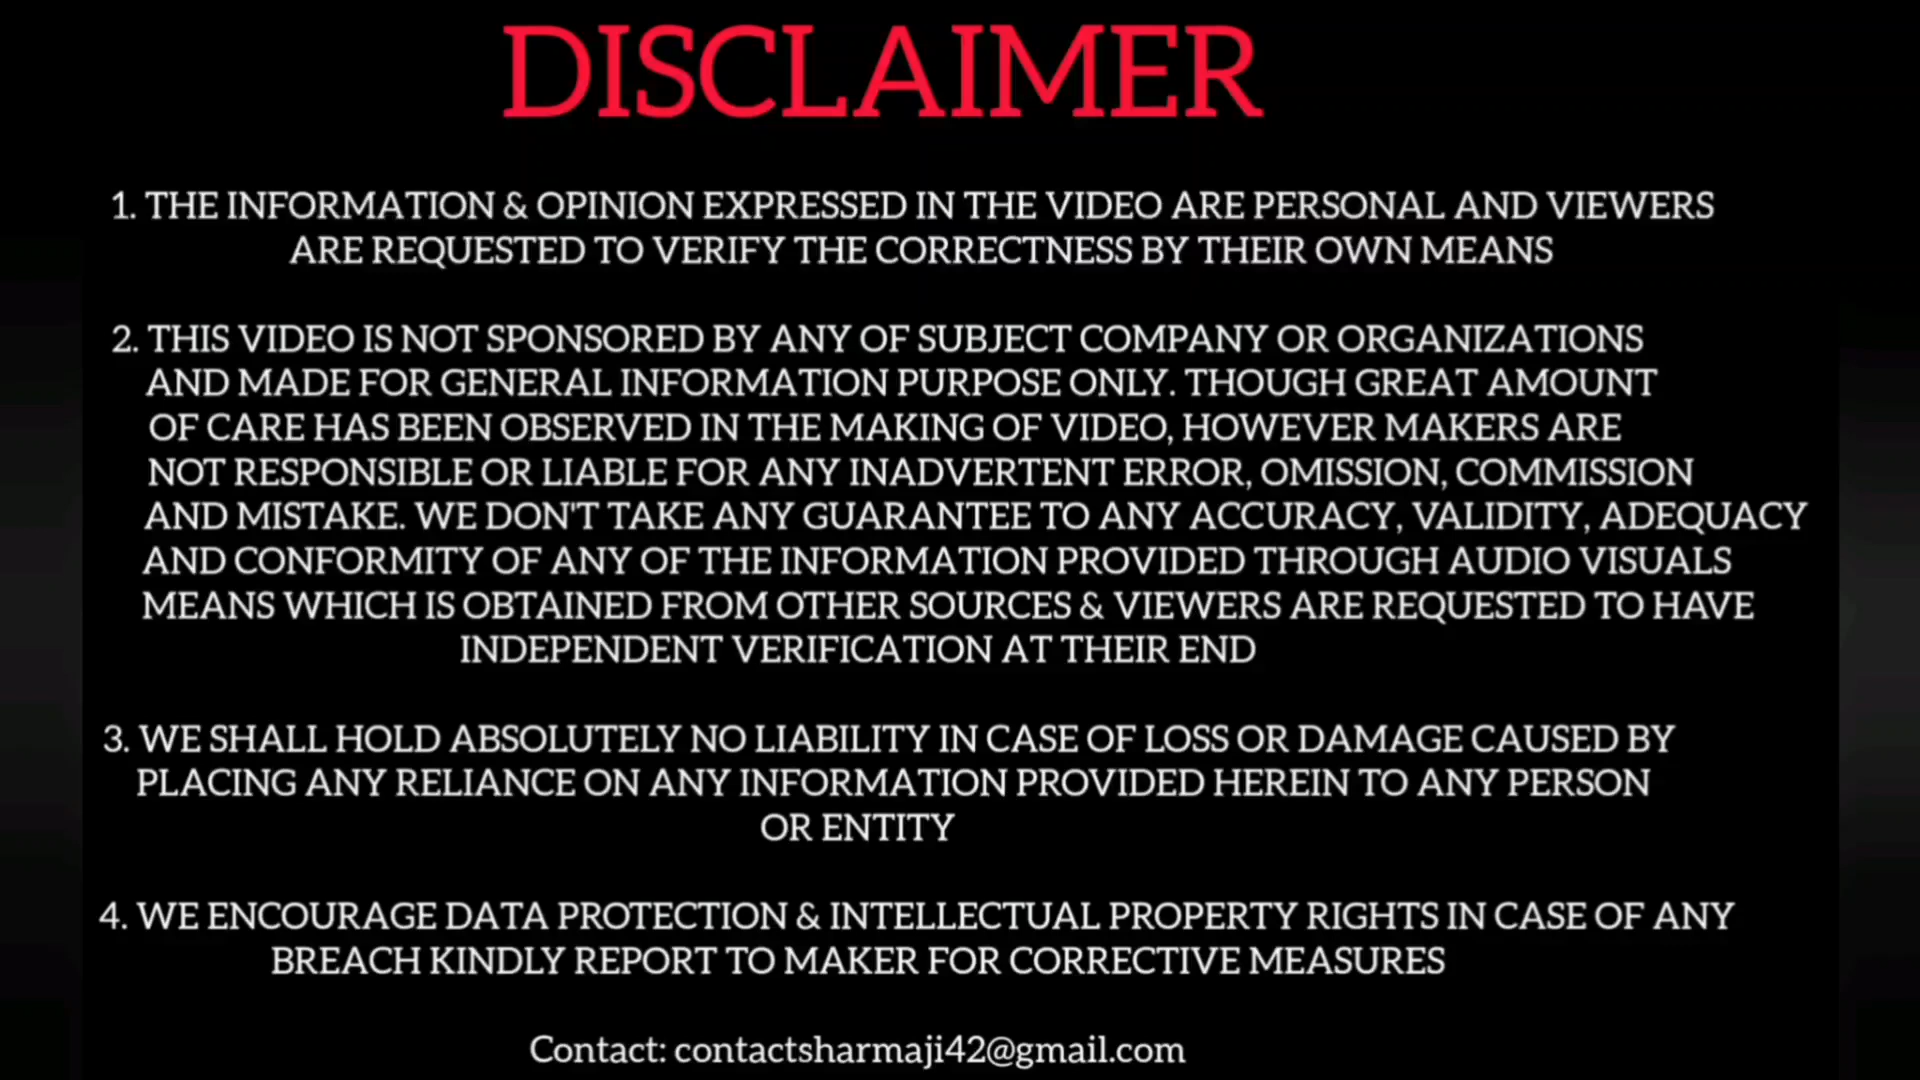 DISCLAIMER
1. THE INFORMATION & OPINION EXPRESSED IN THE VIDEO ARE PERSONAL AND VIEWERS
ARE REQUESTED TO VERIFY THE CORRECTNESS BY THEIR OWN MEANS
2. THIS VIDEO IS NOT SPONSORED BY ANY OF SUBJECT COMPANY OR ORGANIZATIONS
AND MADE FOR GENERAL INFORMATION PURPOSE ONLY. THOUGH GREAT AMOUNT
OF CARE HAS BEEN OBSERVED IN THE MAKING OF VIDEO, HOWEVER MAKERS ARE
NOT RESPONSIBLE OR LIABLE FOR ANY INADVERTENT ERROR, OMISSION, COMMISSION
AND MISTAKE. WE DON'T TAKE ANY GUARANTEE TO ANY ACCURACY, VALIDITY, ADEQUACY
AND CONFORMITY OF ANY OF THE INFORMATION PROVIDED THROUGH AUDIO VISUALS
MEANS WHICH IS OBTAINED FROM OTHER SOURCES & VIEWERS ARE REQUESTED TO HAVE
INDEPENDENT VERIFICATION AT THEIR END
3. WE SHALL HOLD ABSOLUTELY NO LIABILITY IN CASE OF LOSS OR DAMAGE CAUSED BY
PLACING ANY RELIANCE ON ANY INFORMATION PROVIDED HEREIN TO ANY PERSON
OR ENTITY
4. WE ENCOURAGE DATA PROTECTION & INTELLECTUAL PROPERTY RIGHTS IN CASE OF ANY
BREACH KINDLY REPORT TO MAKER FOR CORRECTIVE MEASURES
Contact: contactsharmaji42@gmail.com